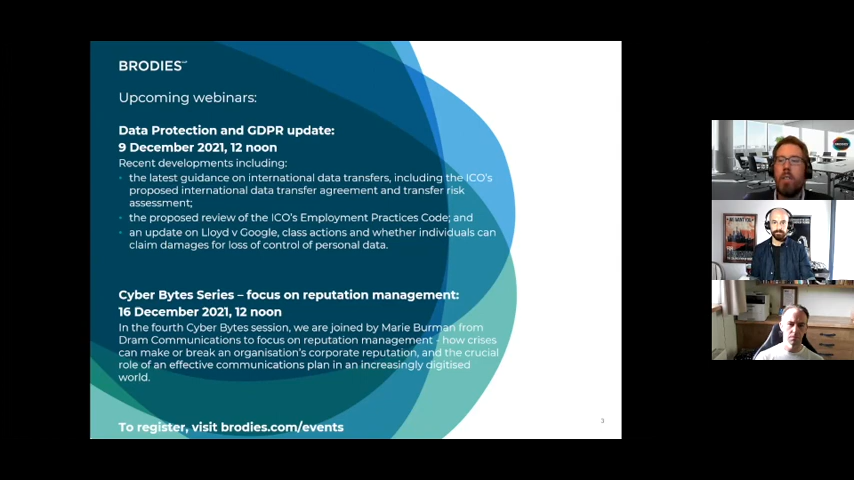 BRODIES
Upcoming webinars:
Data Protection and GDPR update:
9 December 2021, 12 noon
Recent developments including:
• the latest guidance on international data transfers, including the ICO's
proposed international data transfer agreement and transfer risk
assessment;
• the proposed review of the ICO's Employment Practices Code; and
• an update on Lloyd v Google, class actions and whether individuals can
claim damages for loss of control of personal data.
Cyber Bytes Series – focus on reputation management:
16 December 2021, 12 noon
In the fourth Cyber Bytes session, we are joined by Marie Burman from
Dram Communications to focus on reputation management - how crises
can make or break an organisation's corporate reputation, and the crucial
role of an effective communications plan in an increasingly digitised
world.
To register, visit brodies.com/events
3